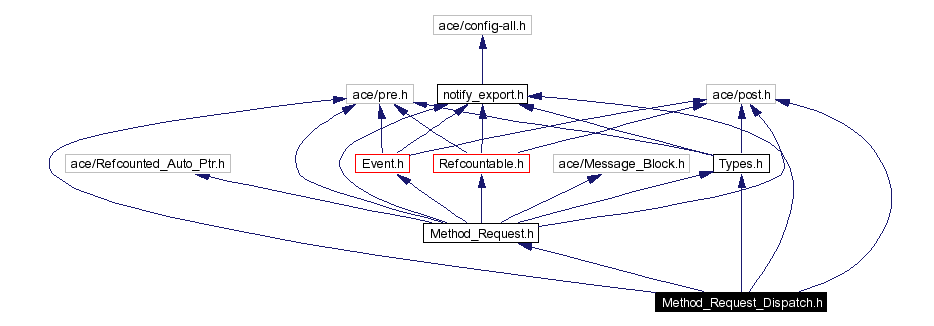 ace/config-all.h
ace/pre.h
notify_export.h
ace/post.h
ace/Refcounted_Auto_Ptr.h
Event.h
Refcountable.h
ace/Message_Block.h
Types.h
Method_Request.h
Method_Request_Dispatch.h